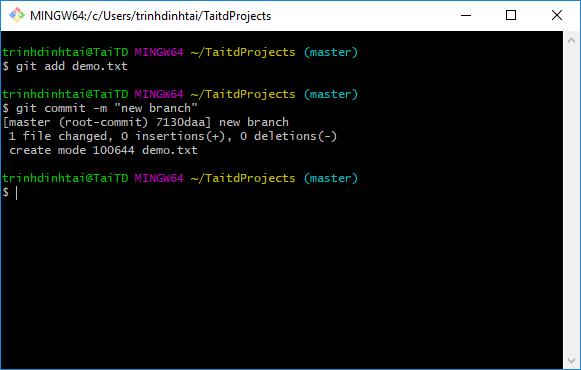 MINGW64:/c/Users/trinhdinhtai/TaitdProjects
trinhdinhtai@TaiTD MINGW64 ~/TaitdProjects (master)
$ git add demo.txt
trinhdinhtai@TaiTD MINGW64 ~/TaitdProjects (master)
$ git commit -m "new branch"
[master (root-commit) 7130daa] new branch
 1 file changed, 0 insertions(+), 0 deletions(-)
 create mode 100644 demo.txt
trinhdinhtai@TaiTD MINGW64 ~/TaitdProjects (master)
$